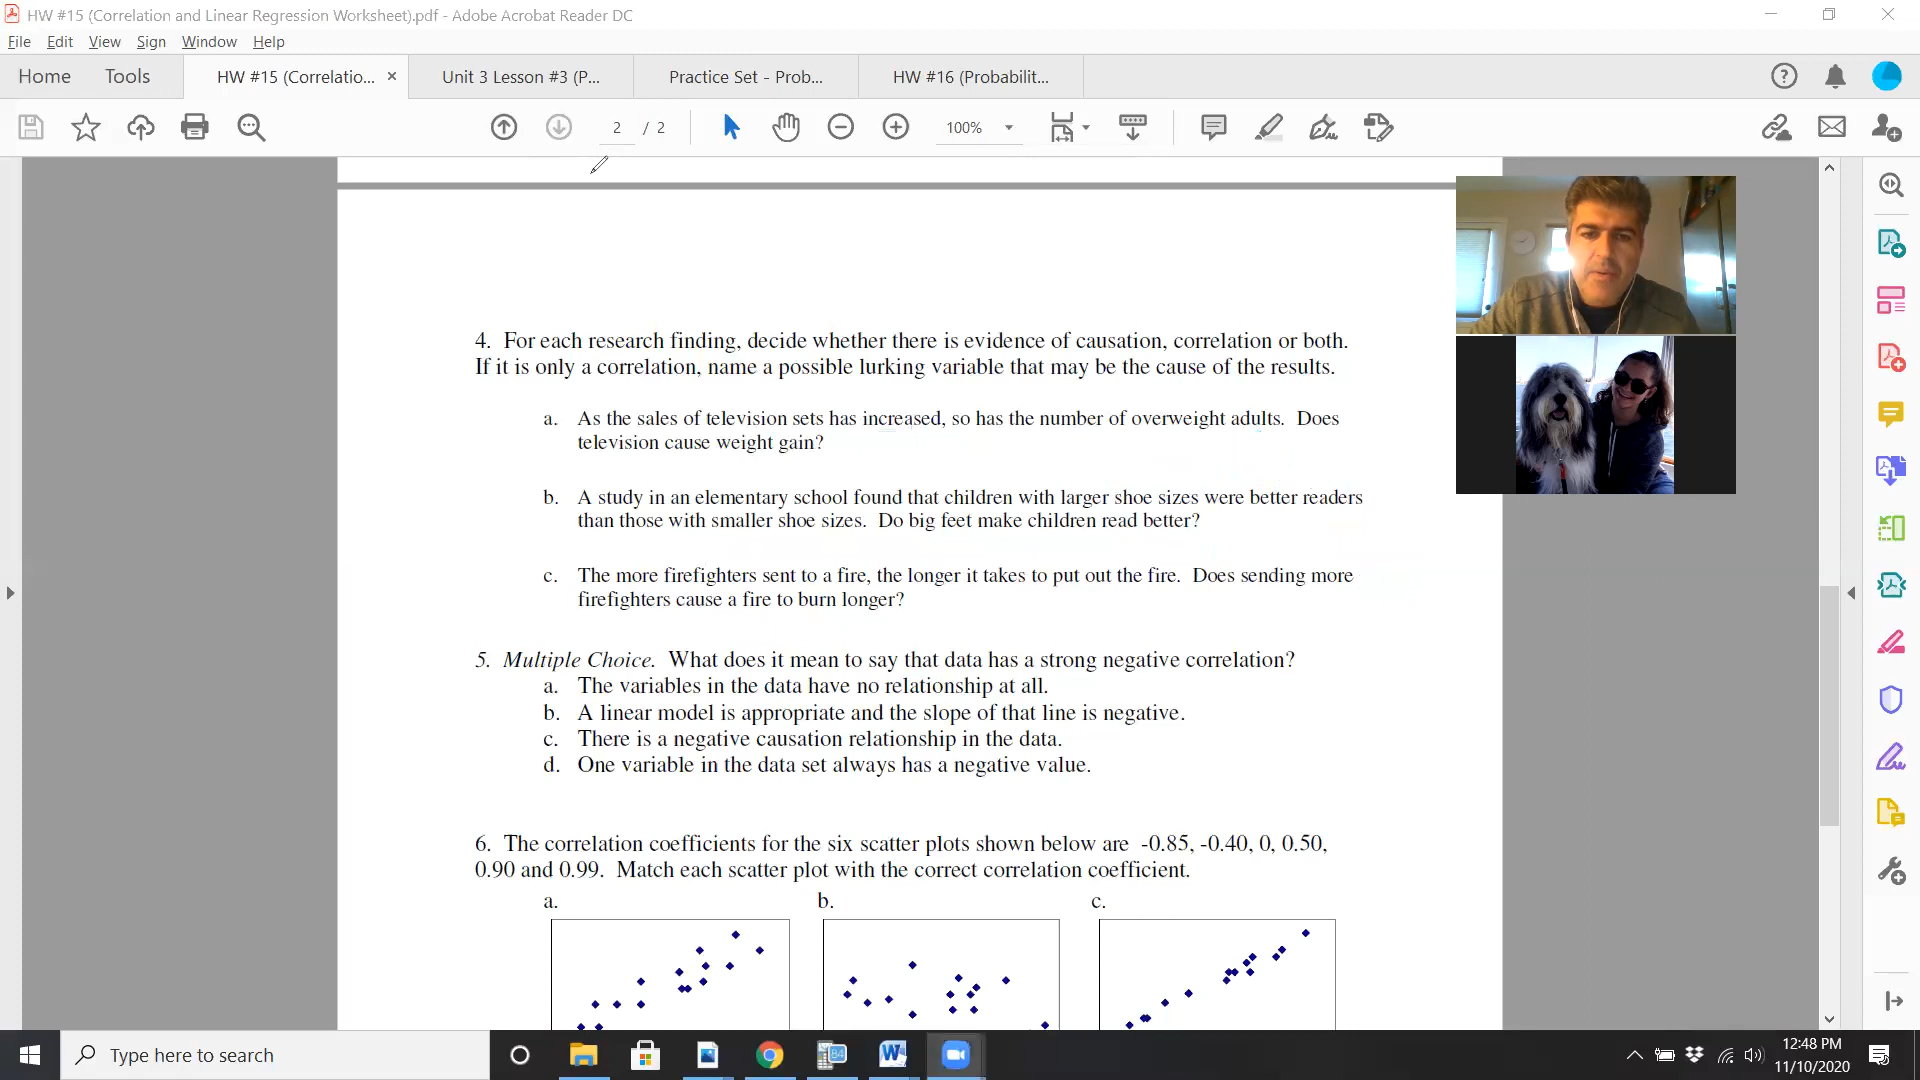 HW #15 (Correlation and Linear Regression Worksheet).pdf - Adobe Acrobat Reader DC
File Edit View Sign Window Help
Home Tools HW #15 (Correlatio... × Unit 3 Lesson #3 (P... Practice Set - Prob... HW #16 (Probabilit...
2 / 2 100%
4. For each research finding, decide whether there is evidence of causation, correlation or both.
If it is only a correlation, name a possible lurking variable that may be the cause of the results.
a. As the sales of television sets has increased, so has the number of overweight adults. Does
television cause weight gain?
b. A study in an elementary school found that children with larger shoe sizes were better readers
than those with smaller shoe sizes. Do big feet make children read better?
c. The more firefighters sent to a fire, the longer it takes to put out the fire. Does sending more
firefighters cause a fire to burn longer?
5. Multiple Choice. What does it mean to say that data has a strong negative correlation?
a. The variables in the data have no relationship at all.
b. A linear model is appropriate and the slope of that line is negative.
c. There is a negative causation relationship in the data.
d. One variable in the data set always has a negative value.
6. The correlation coefficients for the six scatter plots shown below are -0.85, -0.40, 0, 0.50,
0.90 and 0.99. Match each scatter plot with the correct correlation coefficient.
a. b. c.
Type here to search
84
12:48 PM
11/10/2020